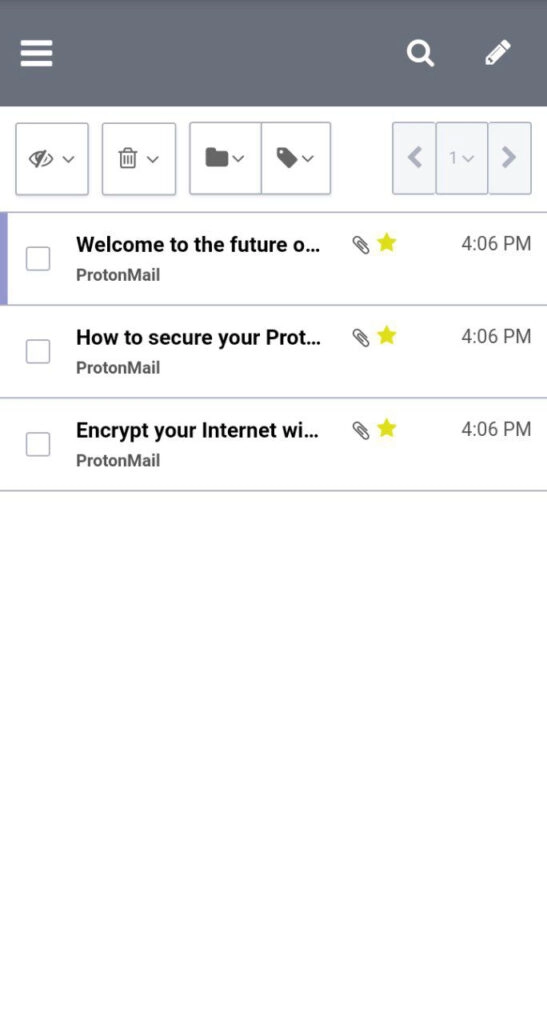 1
Welcome to the future o... 4:06 PM
ProtonMail
How to secure your Prot... 4:06 PM
ProtonMail
Encrypt your Internet wi... 4:06 PM
ProtonMail